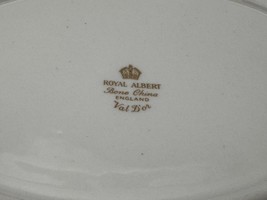 ROYAL ALBERT
Bone China
ENGLAND
Val D'or